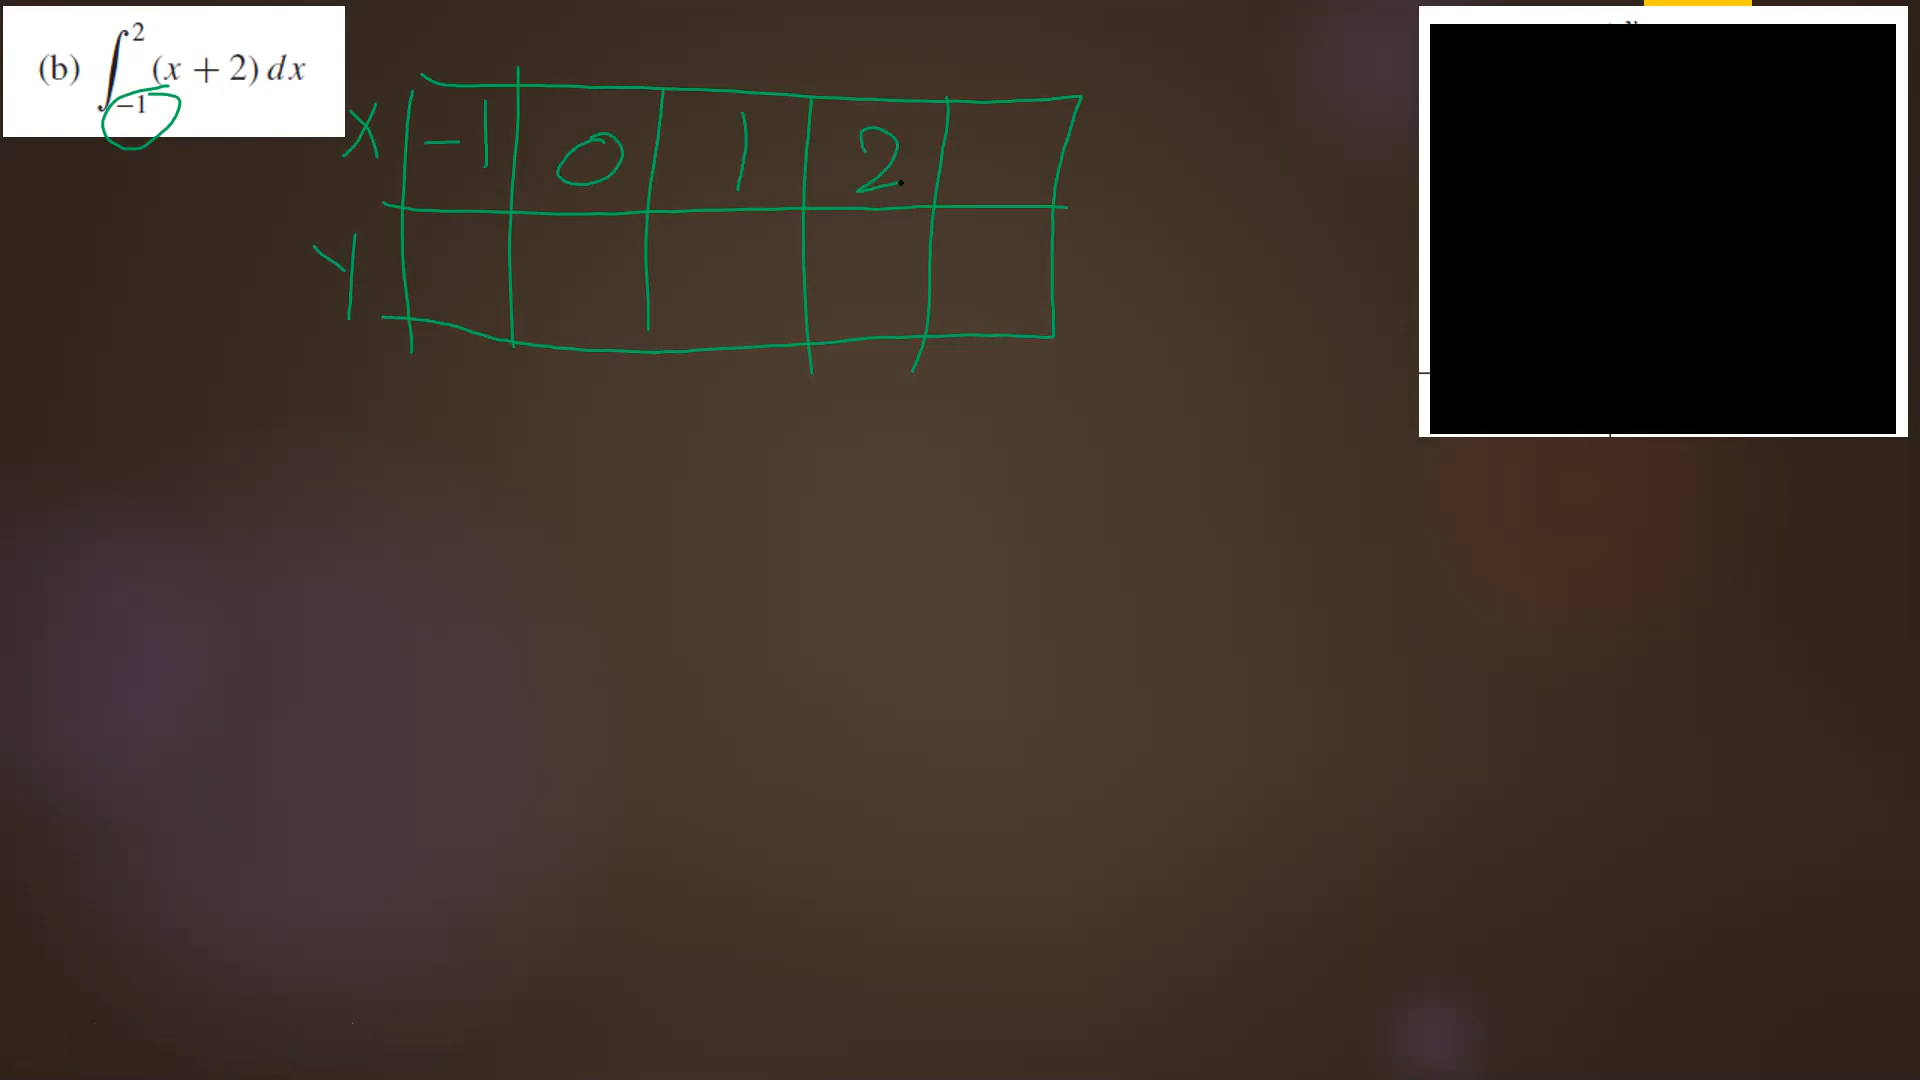 (b) ∫_{-1}^{2} (x + 2) dx
X -1 0 1 2
Y